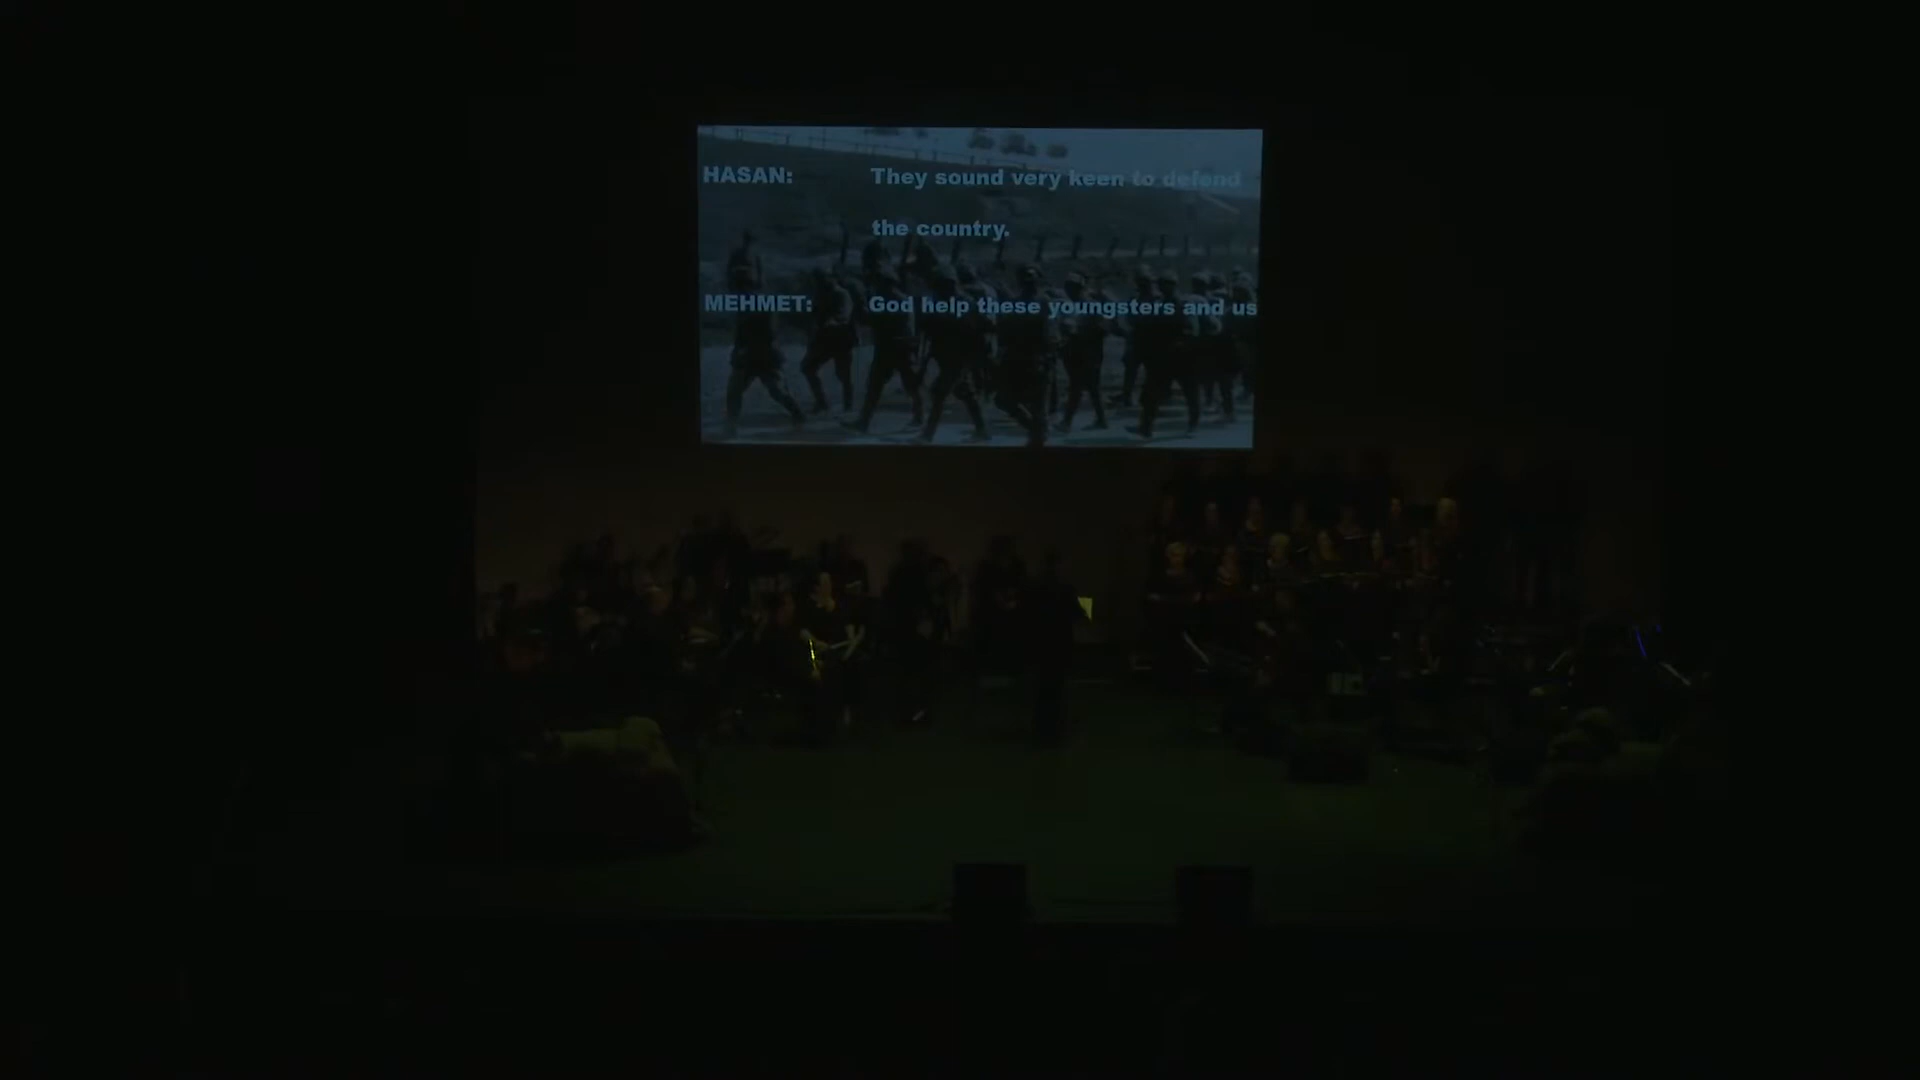 HASAN: They sound very keen to defend
the country.
MEHMET: God help these youngsters and us